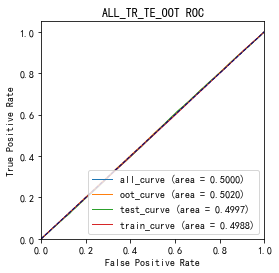 ALL_TR_TE_OOT ROC
True Positive Rate
1.0
0.8
0.6
0.4
0.2
0.0
all_curve (area = 0.5000)
oot_curve (area = 0.5020)
test_curve (area = 0.4997)
train_curve (area = 0.4988)
0.0 0.2 0.4 0.6 0.8 1.0
False Positive Rate